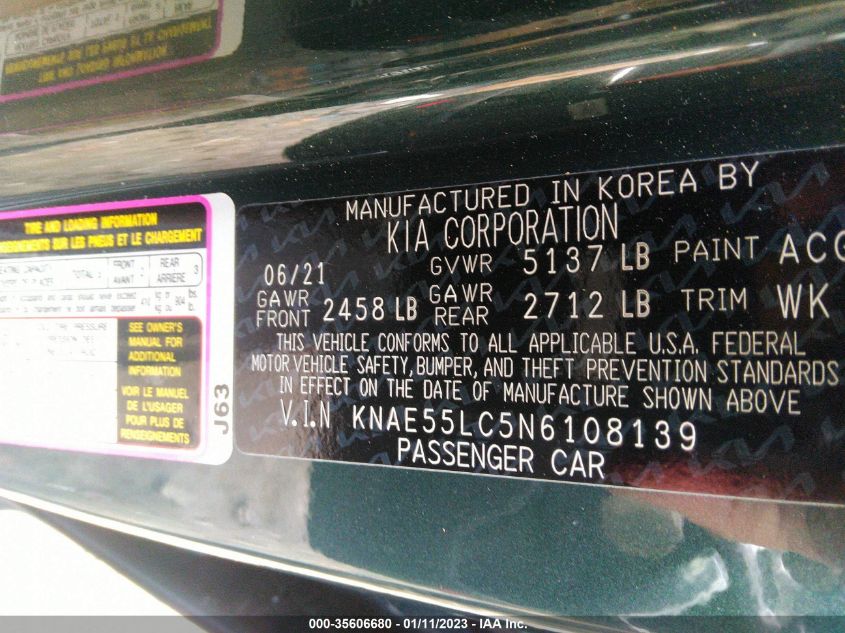 TIRE AND LOADING INFORMATION
RENSEIGNEMENTS SUR LES PNEUS ET LE CHARGEMENT
TOTAL
FRONT
AVANT
REAR
ARRIERE 3
SEE OWNER'S
MANUAL FOR
ADDITIONAL
INFORMATION
VOIR LE MANUEL
DE L'USAGER
POUR PLUS DE
RENSEIGNEMENTS
J63
MANUFACTURED IN KOREA BY
KIA CORPORATION
06/21 GVWR 5137 LB PAINT ACG
GAWR FRONT 2458 LB GAWR REAR 2712 LB TRIM WK
THIS VEHICLE CONFORMS TO ALL APPLICABLE U.S.A. FEDERAL
MOTOR VEHICLE SAFETY, BUMPER, AND THEFT PREVENTION STANDARDS
IN EFFECT ON THE DATE OF MANUFACTURE SHOWN ABOVE
V.I.N KNAE55LC5N6108139
PASSENGER CAR
000-35606680 - 01/11/2023 - IAA Inc.